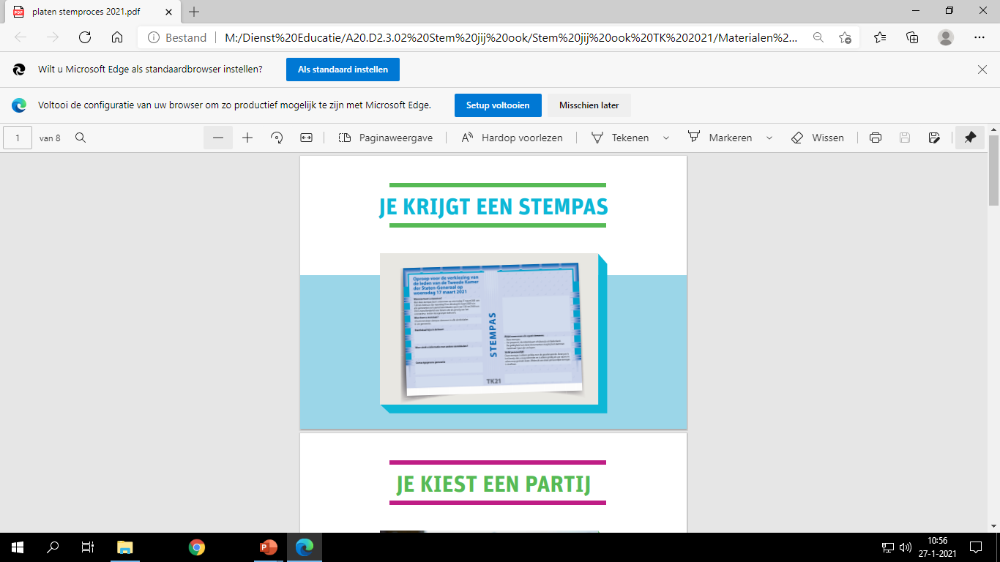 platen stemproces 2021.pdf
Bestand
M:/Dienst%20Educatie/A20.D2.3.02%20Stem%20jij%20ook/Stem%20jij%20ook%20TK%202021/Materialen%2...
Wilt u Microsoft Edge als standaardbrowser instellen?
Als standaard instellen
Voltooi de configuratie van uw browser om zo productief mogelijk te zijn met Microsoft Edge.
Setup voltooien
Misschien later
1
van 8
Paginaweergave
Hardop voorlezen
Tekenen
Markeren
Wissen
JE KRIJGT EEN STEMPAS
Oproep voor de verkiezing van
de leden van de Tweede Kamer
der Staten-Generaal op
woensdag 17 maart 2021
STEMPAS
TK21
JE KIEST EEN PARTIJ
10:56
27-1-2021